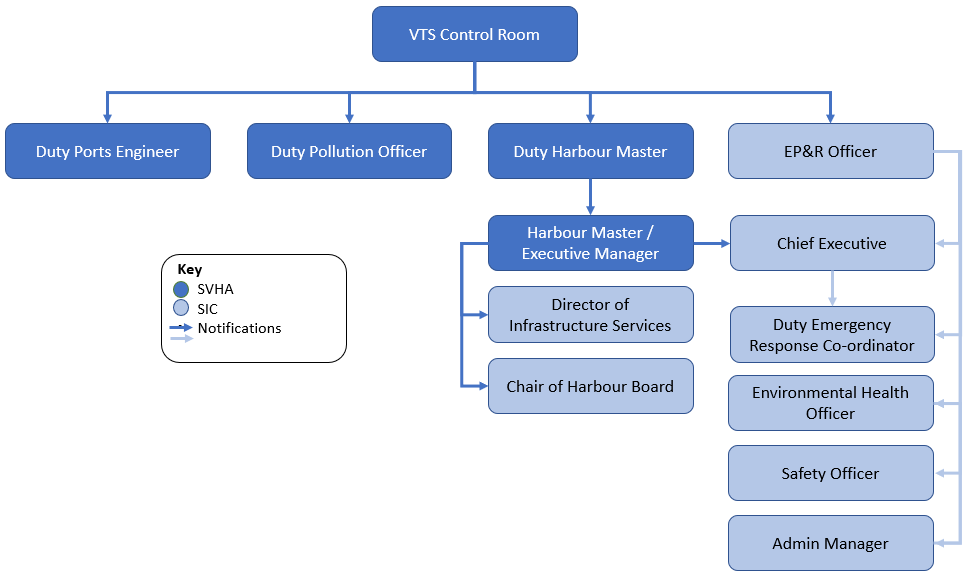 VTS Control Room
Duty Ports Engineer
Duty Pollution Officer
Duty Harbour Master
EP&R Officer
Harbour Master /
Executive Manager
Chief Executive
Key
SVHA
SIC
Notifications
Director of
Infrastructure Services
Duty Emergency
Response Co-ordinator
Chair of Harbour Board
Environmental Health
Officer
Safety Officer
Admin Manager